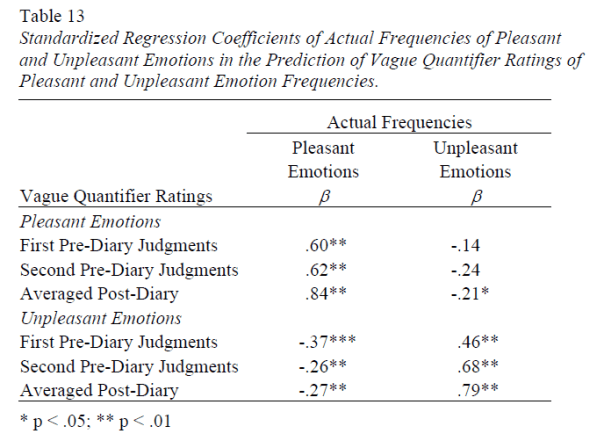 Table 13
Standardized Regression Coefficients of Actual Frequencies of Pleasant
and Unpleasant Emotions in the Prediction of Vague Quantifier Ratings of
Pleasant and Unpleasant Emotion Frequencies.
Actual Frequencies
Pleasant Emotions Unpleasant Emotions
Vague Quantifier Ratings β β
Pleasant Emotions
First Pre-Diary Judgments .60** -.14
Second Pre-Diary Judgments .62** -.24
Averaged Post-Diary .84** -.21*
Unpleasant Emotions
First Pre-Diary Judgments -.37*** .46**
Second Pre-Diary Judgments -.26** .68**
Averaged Post-Diary -.27** .79**
* p < .05; ** p < .01